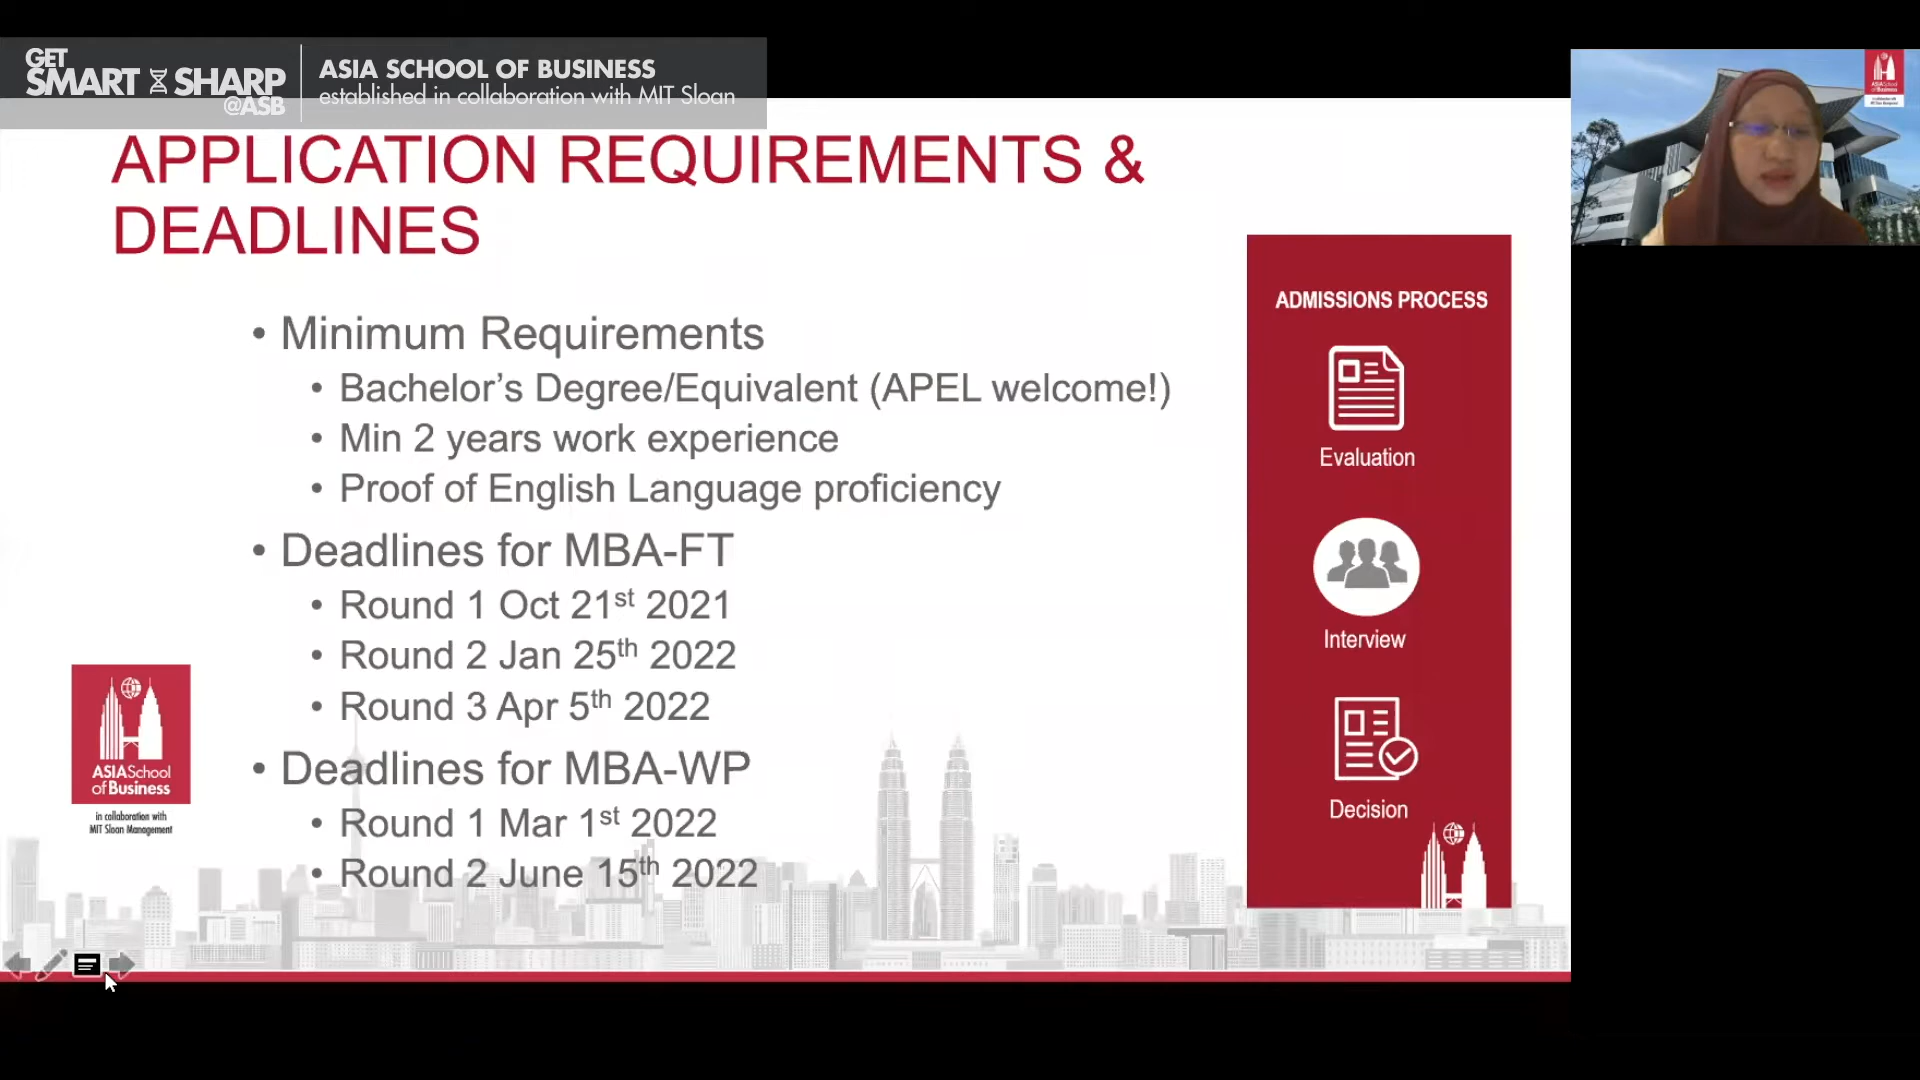 GET
SMART SHARP
@ASB
ASIA SCHOOL OF BUSINESS
established in collaboration with MIT Sloan
APPLICATION REQUIREMENTS &
DEADLINES
• Minimum Requirements
• Bachelor’s Degree/Equivalent (APEL welcome!)
• Min 2 years work experience
• Proof of English Language proficiency
• Deadlines for MBA-FT
• Round 1 Oct 21st 2021
• Round 2 Jan 25th 2022
• Round 3 Apr 5th 2022
• Deadlines for MBA-WP
• Round 1 Mar 1st 2022
• Round 2 June 15th 2022
ADMISSIONS PROCESS
Evaluation
Interview
Decision
ASIA School
of Business
in collaboration with
MIT Sloan Management